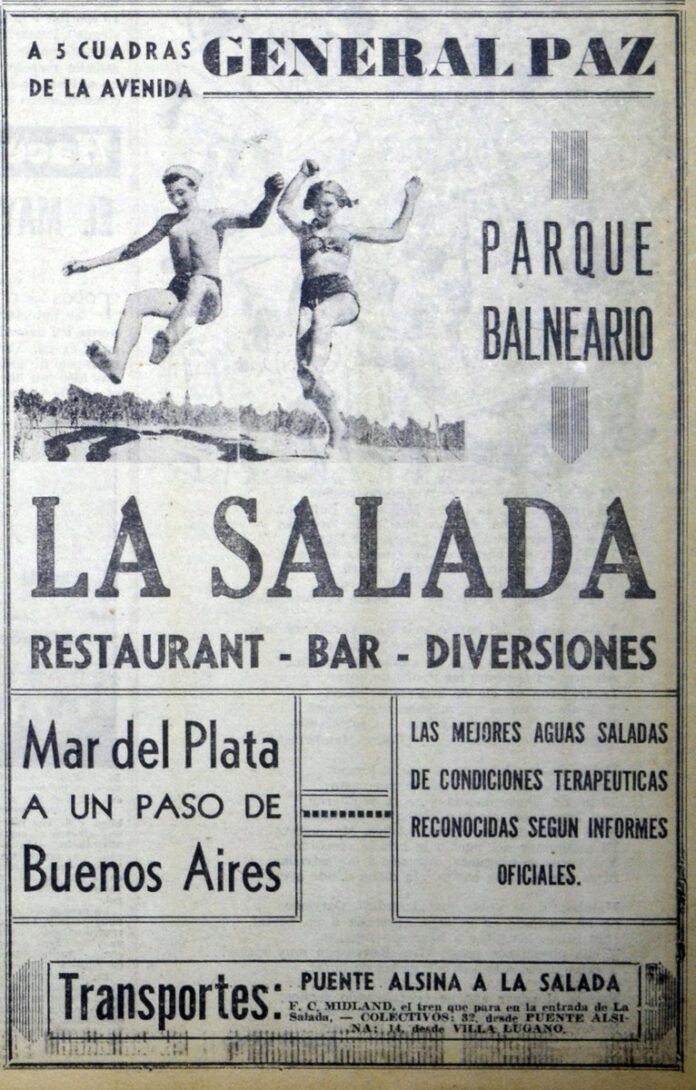 A 5 CUADRAS
DE LA AVENIDA
GENERAL PAZ
PARQUE
BALNEARIO
LA SALADA
RESTAURANT - BAR - DIVERSIONES
Mar del Plata
A UN PASO DE
Buenos Aires
LAS MEJORES AGUAS SALADAS
DE CONDICIONES TERAPEUTICAS
RECONOCIDAS SEGUN INFORMES
OFICIALES.
Transportes:
PUENTE ALSINA A LA SALADA
F. C. MIDLAND, el tren que para en la entrada de La
Salada. — COLECTIVOS: 32, desde PUENTE ALSI-
NA; 14, desde VILLA LUGANO.